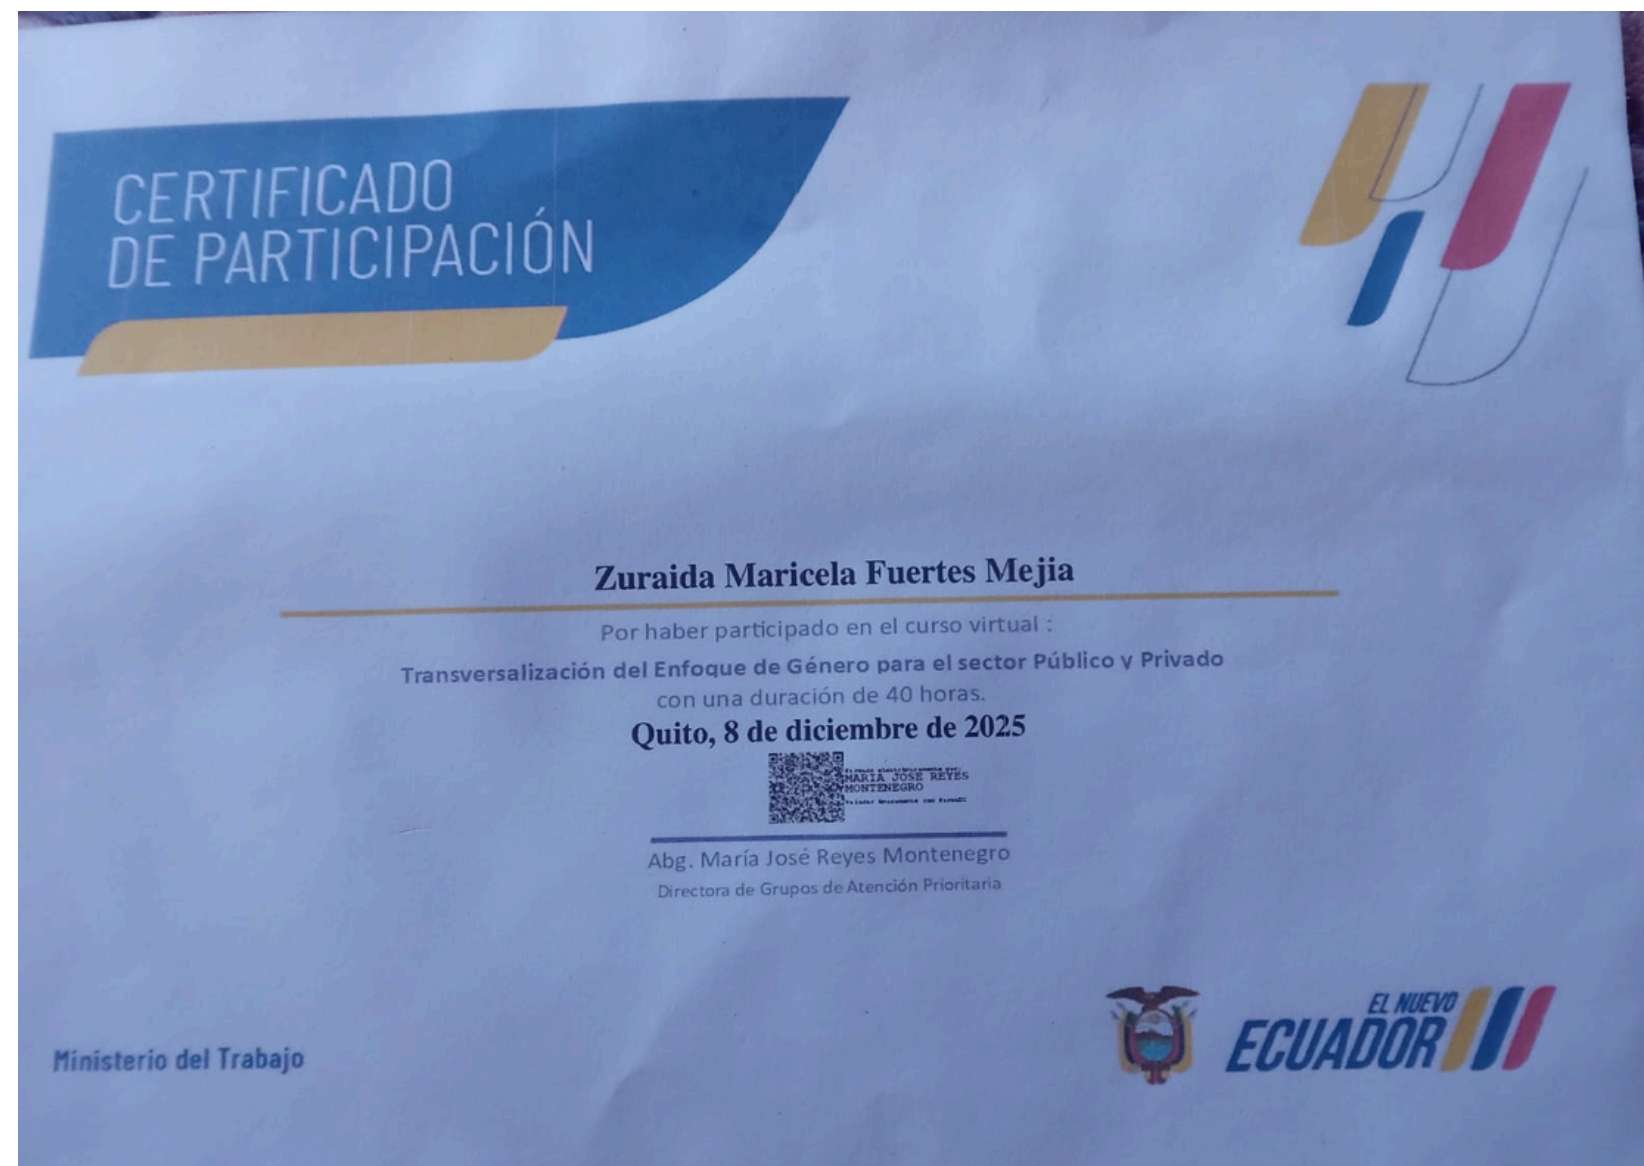 CERTIFICADO
DE PARTICIPACIÓN
Zuraida Maricela Fuertes Mejia
Por haber participado en el curso virtual :
Transversalización del Enfoque de Género para el sector Público y Privado
con una duración de 40 horas.
Quito, 8 de diciembre de 2025
MARIA JOSE REYES
MONTENEGRO
Abg. María José Reyes Montenegro
Directora de Grupos de Atención Prioritaria
Ministerio del Trabajo
EL NUEVO
ECUADOR